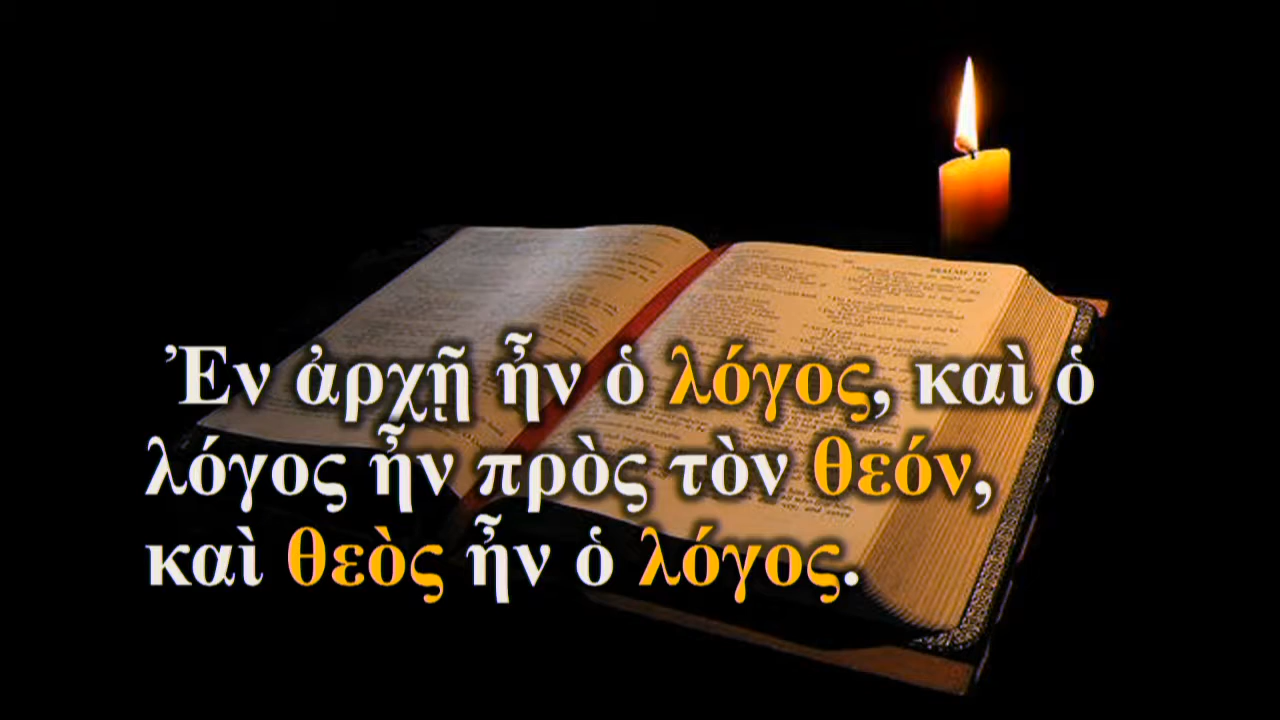 Ἐν ἀρχῇ ἦν ὁ λόγος, καὶ ὁ
λόγος ἦν πρὸς τὸν θεόν,
καὶ θεὸς ἦν ὁ λόγος.